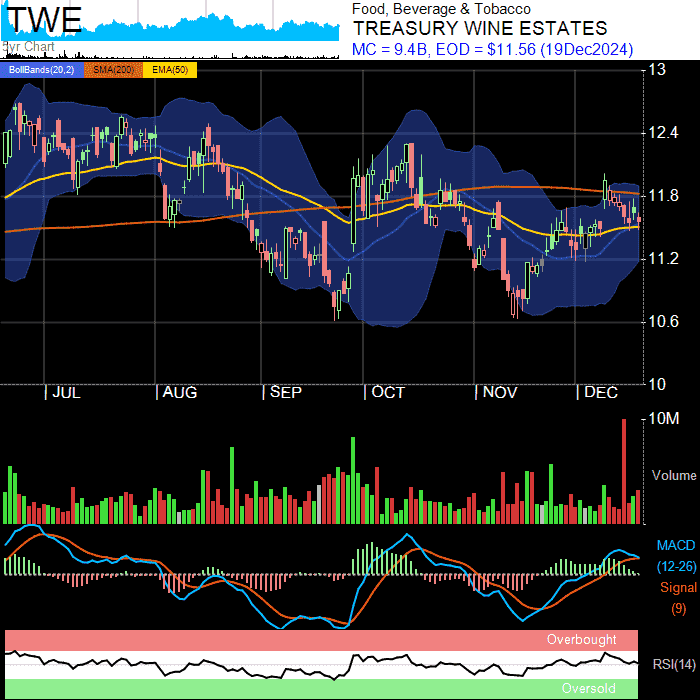 TWE
5yr Chart
Food, Beverage & Tobacco
TREASURY WINE ESTATES
MC = 9.4B, EOD = $11.56 (19Dec2024)
BollBands(20,2) SMA(200) EMA(50)
13
12.4
11.8
11.2
10.6
10
| JUL | AUG | SEP | OCT | NOV | DEC
10M
Volume
MACD
(12-26)
Signal
(9)
Overbought
RSI(14)
Oversold